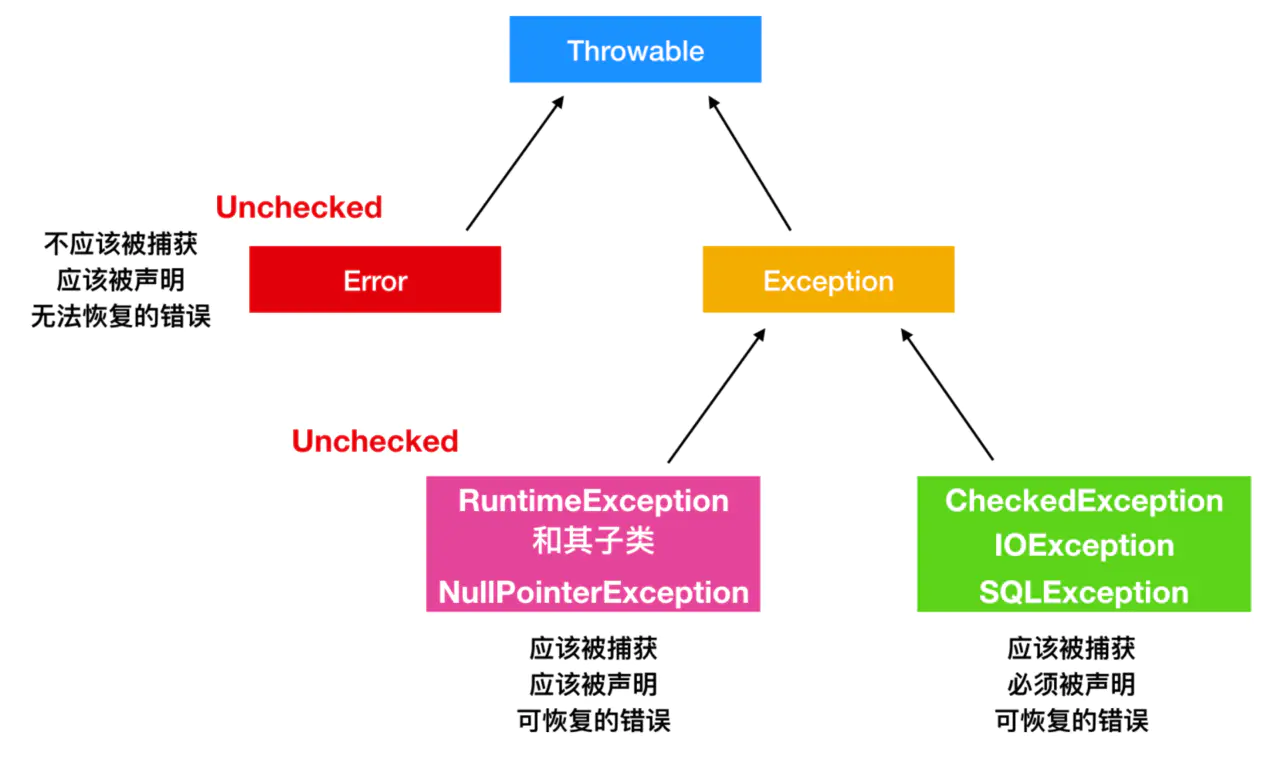 Throwable
Unchecked
不应该被捕获
应该被声明
无法恢复的错误
Error
Exception
Unchecked
RuntimeException
和其子类
NullPointerException
应该被捕获
应该被声明
可恢复的错误
CheckedException
IOException
SQLException
应该被捕获
必须被声明
可恢复的错误